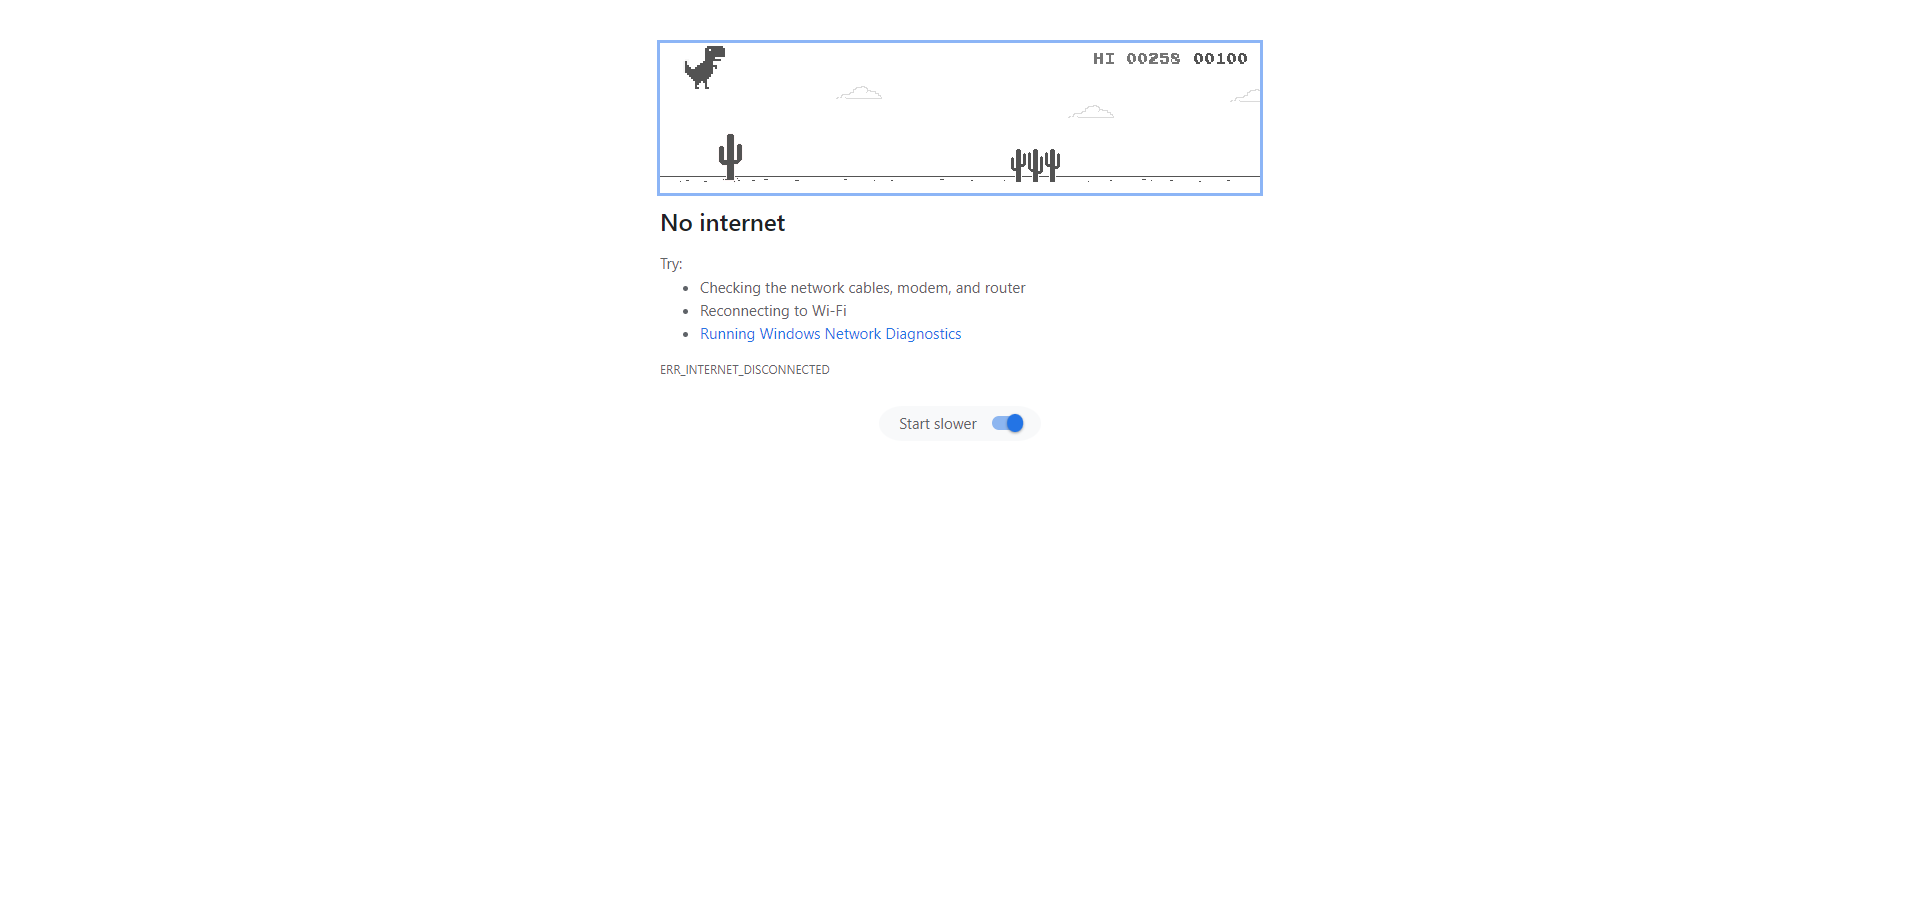 HI 00258 00100
No internet
Try:
Checking the network cables, modem, and router
Reconnecting to Wi-Fi
Running Windows Network Diagnostics
ERR_INTERNET_DISCONNECTED
Start slower